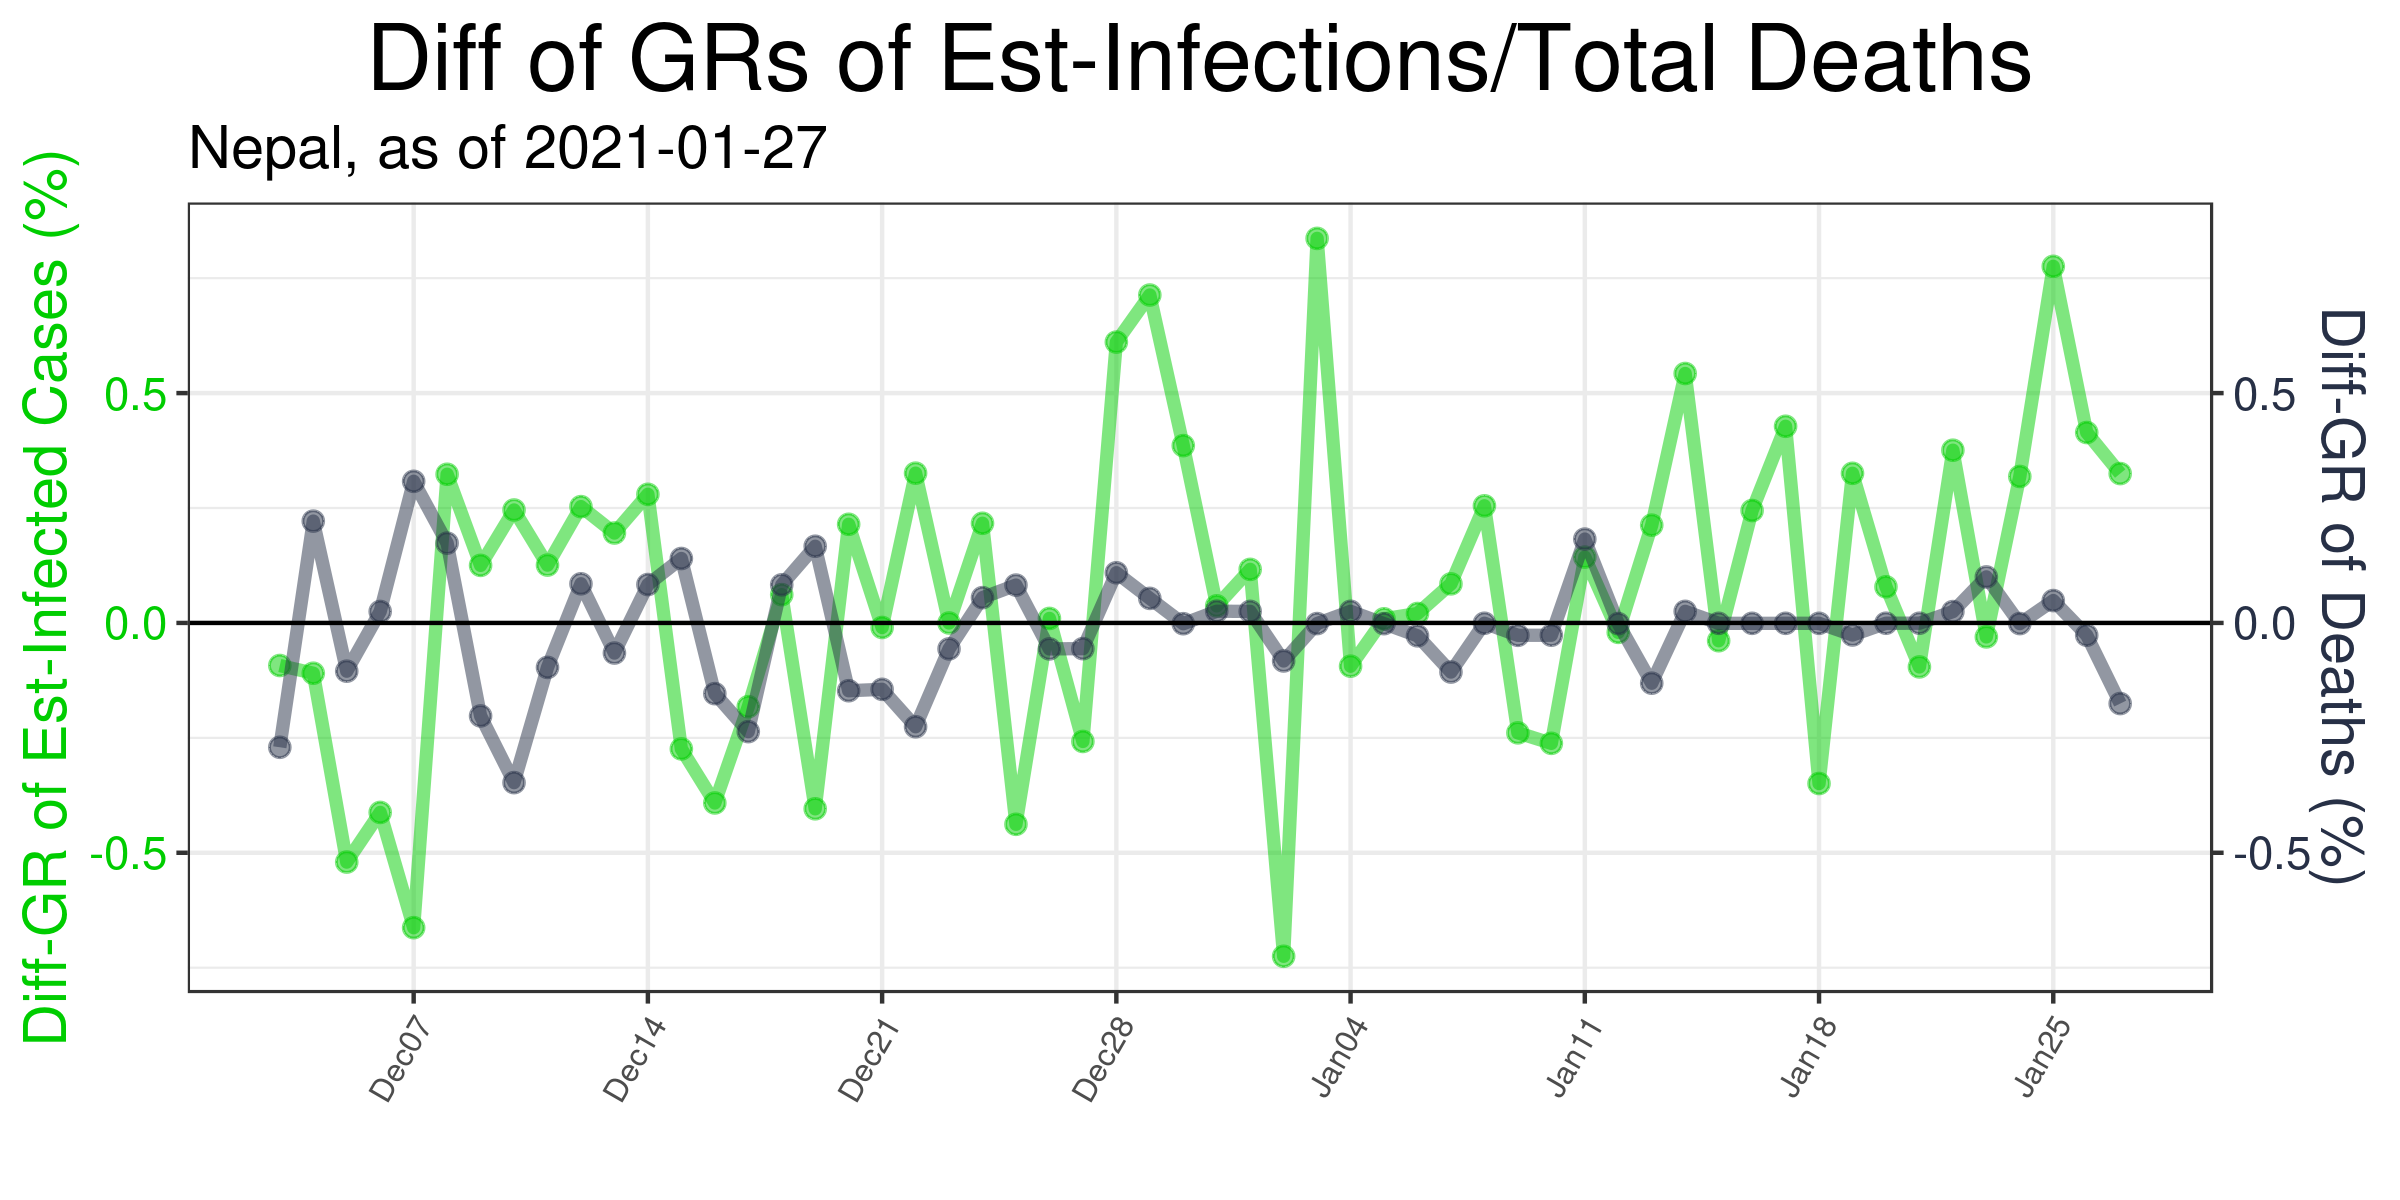 Diff of GRs of Est-Infections/Total Deaths
Nepal, as of 2021-01-27
Diff-GR of Est-Infected Cases (%)
0.5
0.0
-0.5
0.5
0.0
-0.5
Diff-GR of Deaths (%)
Dec07
Dec14
Dec21
Dec28
Jan04
Jan11
Jan18
Jan25